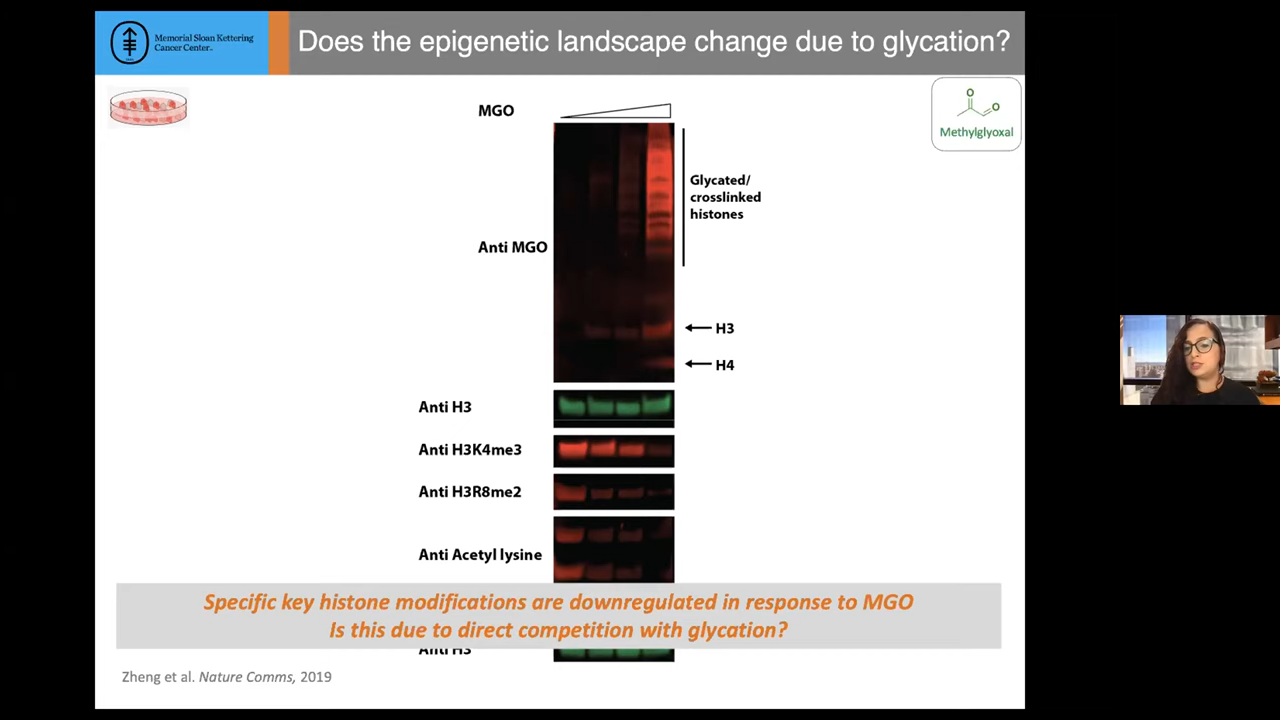 Memorial Sloan Kettering
Cancer Center
Does the epigenetic landscape change due to glycation?
MGO
O
O
Methylglyoxal
Glycated/
crosslinked
histones
Anti MGO
H3
H4
Anti H3
Anti H3K4me3
Anti H3R8me2
Anti Acetyl lysine
Specific key histone modifications are downregulated in response to MGO
Is this due to direct competition with glycation?
Anti H3
Zheng et al. Nature Comms, 2019